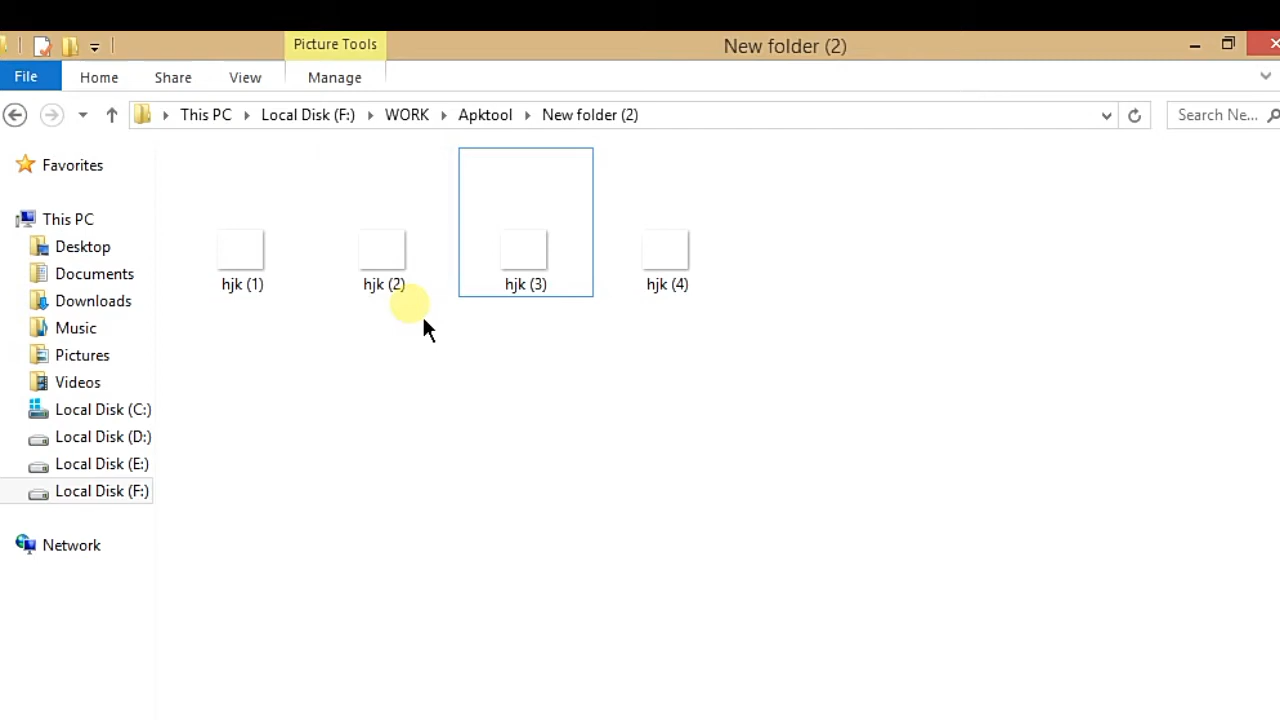 Picture Tools
New folder (2)
File Home Share View Manage
This PC Local Disk (F:) WORK Apktool New folder (2)
Search Ne...
Favorites
This PC
Desktop
Documents
Downloads
Music
Pictures
Videos
Local Disk (C:)
Local Disk (D:)
Local Disk (E:)
Local Disk (F:)
Network
hjk (1) hjk (2) hjk (3) hjk (4)